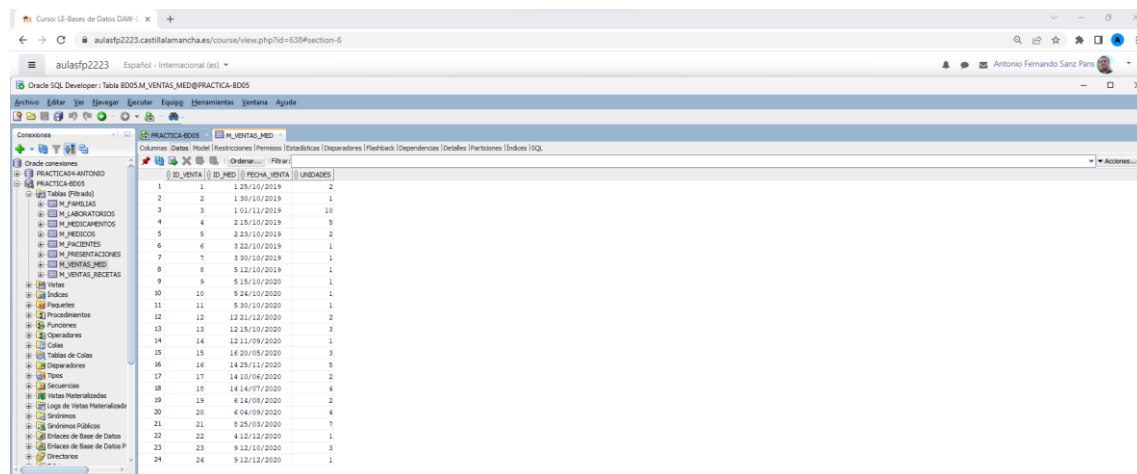 Curso: LE-Bases de Datos DAW-
aulasfp2223.castillalamancha.es/course/view.php?id=638#section-6
aulasfp2223 Español - Internacional (es)
Antonio Fernando Sanz Pans
Oracle SQL Developer : Tabla BD05.M_VENTAS_MED@PRACTICA-BD05
Archivo Editar Ver Navegar Ejecutar Equipo Herramientas Ventana Ayuda
Conexiones
PRACTICA-BD05 M_VENTAS_MED
Columnas Datos Model Restricciones Permisos Estadísticas Disparadores Flashback Dependencias Detalles Particiones Índices SQL
Ordenar... Filtrar: Acciones...
Oracle conexiones
PRACTICA04-ANTONIO
PRACTICA-BD05
Tablas (Filtrado)
M_FAMILIAS
M_LABORATORIOS
M_MEDICAMENTOS
M_MEDICOS
M_PACIENTES
M_PRESENTACIONES
M_VENTAS_MED
M_VENTAS_RECETAS
Vistas
Índices
Paquetes
Procedimientos
Funciones
Operadores
Colas
Tablas de Colas
Disparadores
Tipos
Secuencias
Vistas Materializadas
Logs de Vistas Materializada
Sinónimos
Sinónimos Públicos
Enlaces de Base de Datos
Enlaces de Base de Datos P
Directorios
ID_VENTA ID_MED FECHA_VENTA UNIDADES
1 1 1 25/10/2019 2
2 2 1 30/10/2019 1
3 3 1 01/11/2019 10
4 4 2 15/10/2019 5
5 5 2 23/10/2019 2
6 6 3 22/10/2019 1
7 7 3 30/10/2019 1
8 8 5 12/10/2019 1
9 9 5 15/10/2020 1
10 10 5 24/10/2020 1
11 11 5 30/10/2020 1
12 12 12 21/12/2020 2
13 13 12 15/10/2020 3
14 14 12 11/09/2020 1
15 15 16 20/05/2020 3
16 16 14 25/11/2020 5
17 17 14 10/06/2020 2
18 18 14 14/07/2020 4
19 19 6 14/08/2020 2
20 20 6 04/09/2020 4
21 21 8 25/03/2020 7
22 22 4 12/12/2020 1
23 23 9 12/10/2020 3
24 24 9 12/12/2020 1